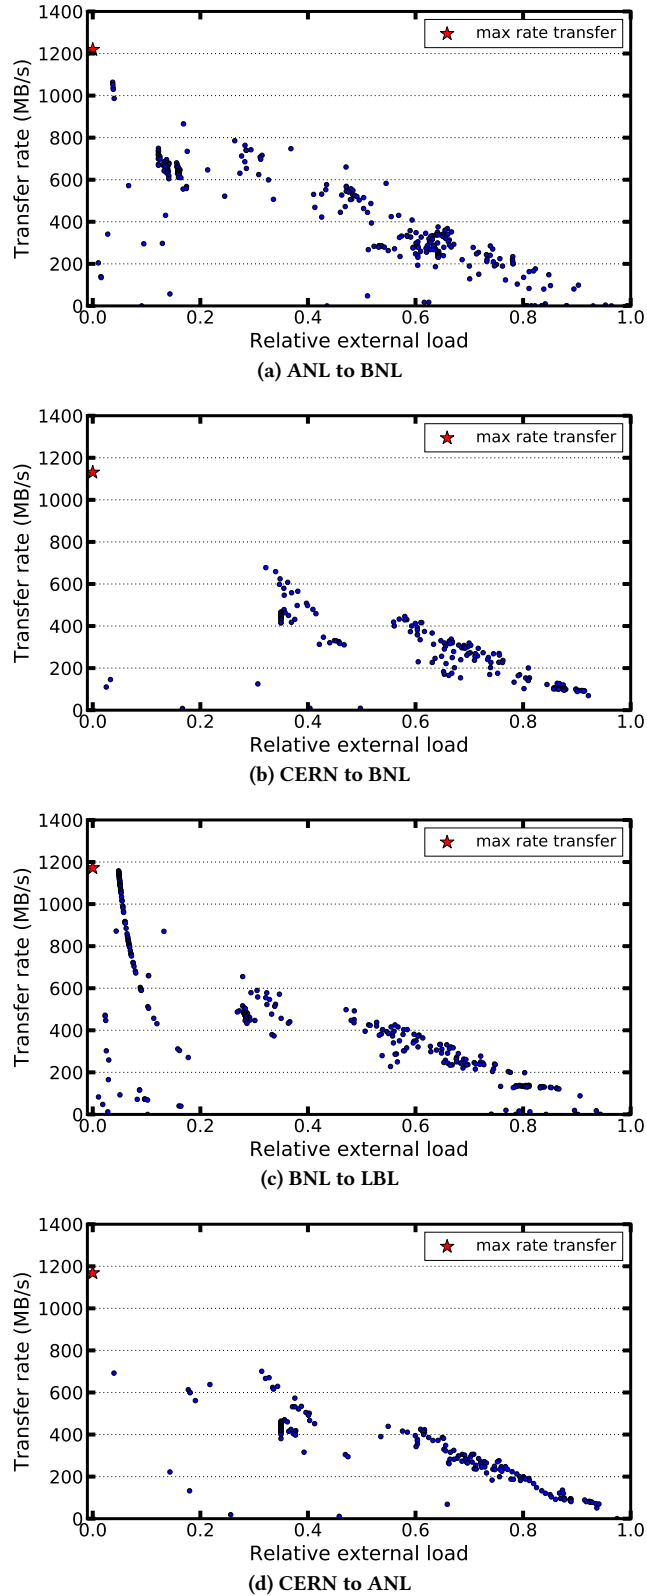 1400
max rate transfer
1200
1000
800
600
400
200
0
Transfer rate (MB/s)
0.0 0.2 0.4 0.6 0.8 1.0
Relative external load
(a) ANL to BNL
1400
max rate transfer
1200
1000
800
600
400
200
0
Transfer rate (MB/s)
0.0 0.2 0.4 0.6 0.8 1.0
Relative external load
(b) CERN to BNL
1400
max rate transfer
1200
1000
800
600
400
200
0
Transfer rate (MB/s)
0.0 0.2 0.4 0.6 0.8 1.0
Relative external load
(c) BNL to LBL
1400
max rate transfer
1200
1000
800
600
400
200
0
Transfer rate (MB/s)
0.0 0.2 0.4 0.6 0.8 1.0
Relative external load
(d) CERN to ANL